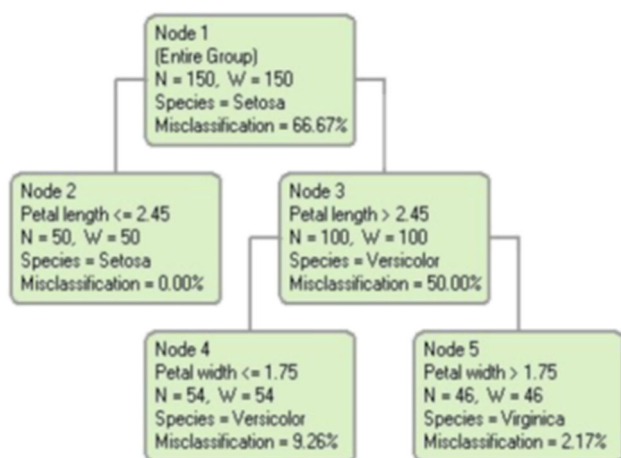 Node 1
(Entire Group)
N = 150, W = 150
Species = Setosa
Misclassification = 66.67%
Node 2
Petal length <= 2.45
N = 50, W = 50
Species = Setosa
Misclassification = 0.00%
Node 3
Petal length > 2.45
N = 100, W = 100
Species = Versicolor
Misclassification = 50.00%
Node 4
Petal width <= 1.75
N = 54, W = 54
Species = Versicolor
Misclassification = 9.26%
Node 5
Petal width > 1.75
N = 46, W = 46
Species = Virginica
Misclassification = 2.17%